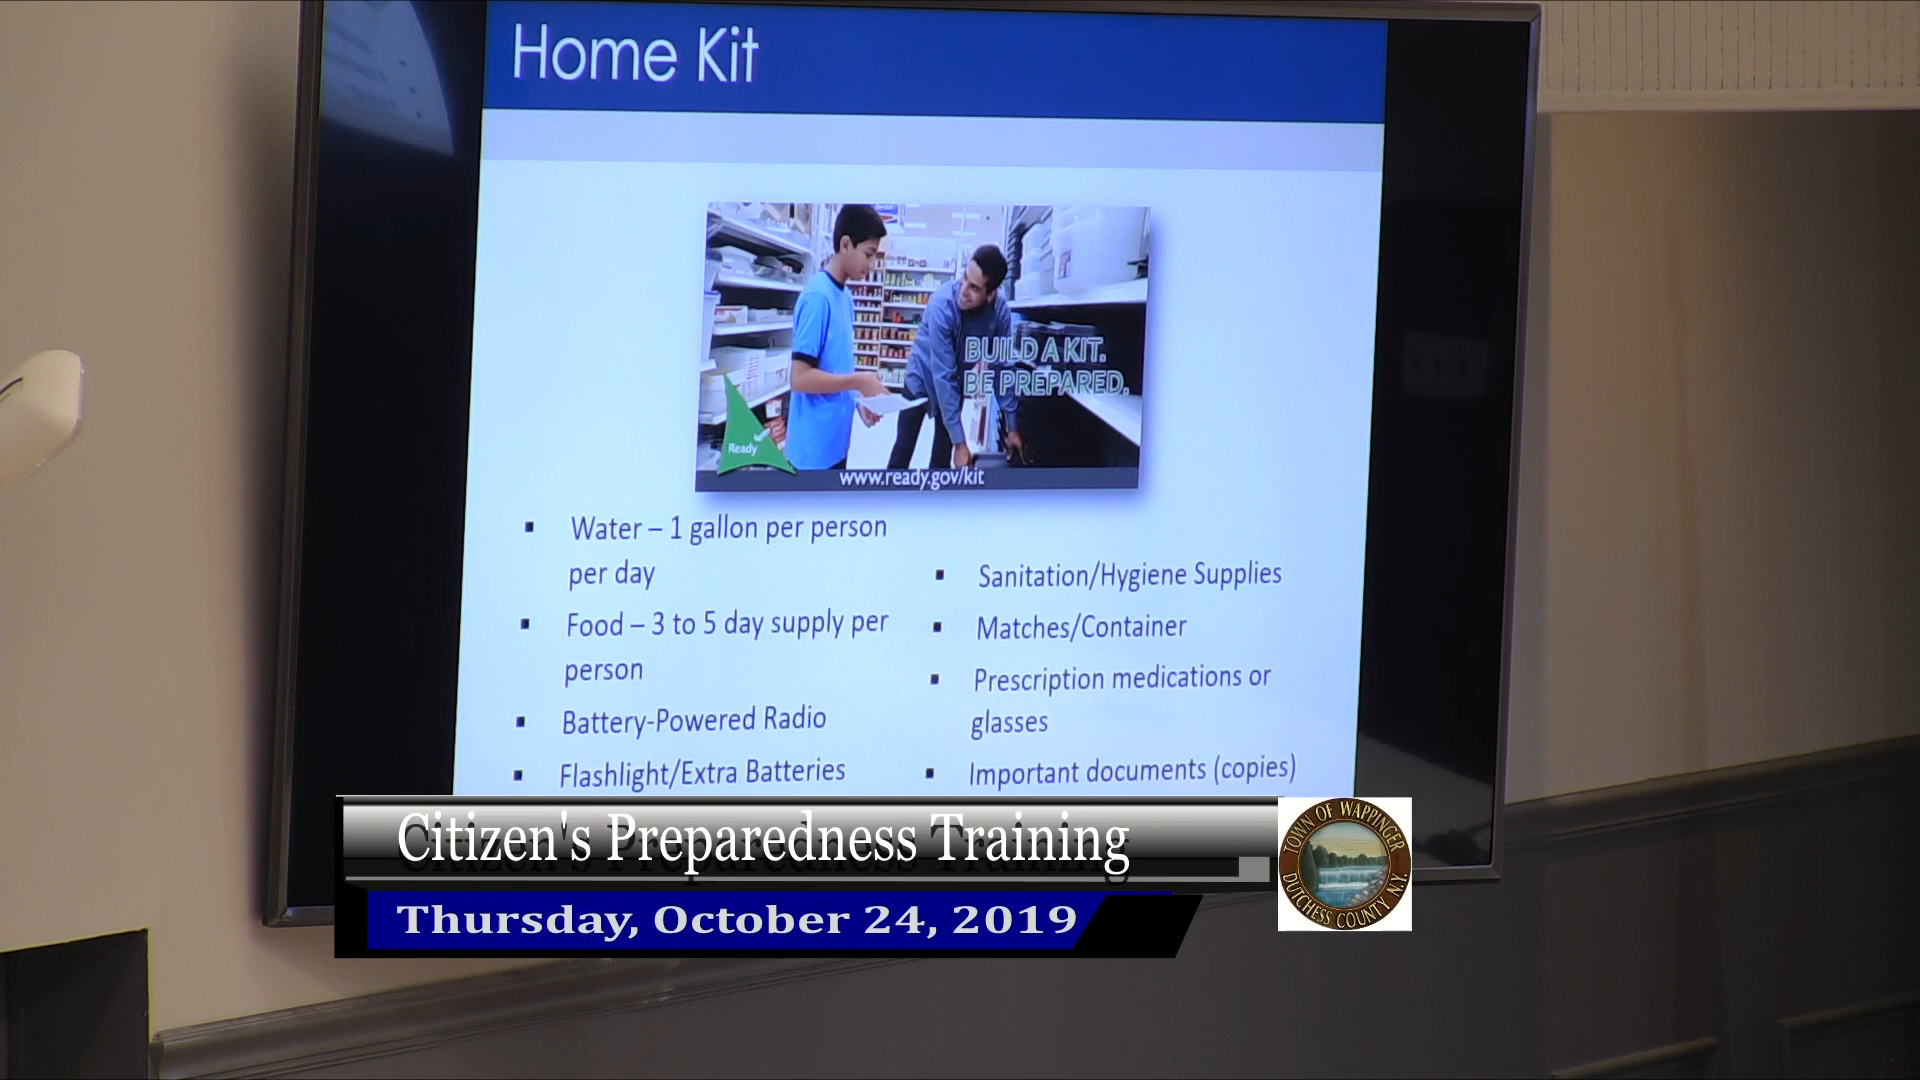 Home Kit
BUILD A KIT.
BE PREPARED.
Ready
www.ready.gov/kit
▪ Water – 1 gallon per person
per day
▪ Food – 3 to 5 day supply per
person
▪ Battery-Powered Radio
▪ Flashlight/Extra Batteries
▪ Sanitation/Hygiene Supplies
▪ Matches/Container
▪ Prescription medications or
glasses
▪ Important documents (copies)
Citizen's Preparedness Training
Thursday, October 24, 2019
TOWN OF WAPPINGER
DUTCHESS COUNTY N.Y.